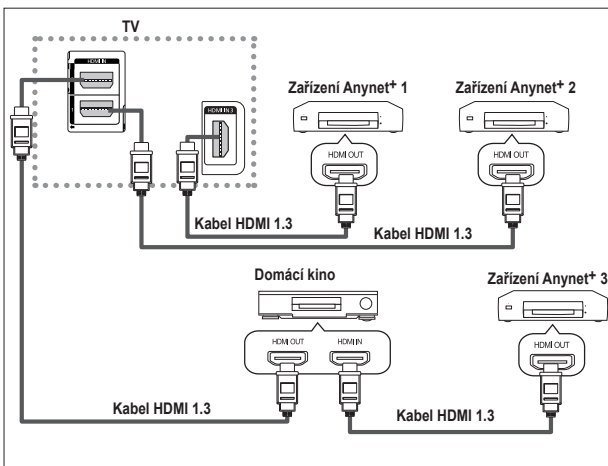 TV
HDMI IN
HDMI IN 3
Zařízení Anynet+ 1
Zařízení Anynet+ 2
HDMI OUT
HDMI OUT
Kabel HDMI 1.3
Kabel HDMI 1.3
Domácí kino
Zařízení Anynet+ 3
HDMI OUT
HDMI IN
HDMI OUT
Kabel HDMI 1.3
Kabel HDMI 1.3